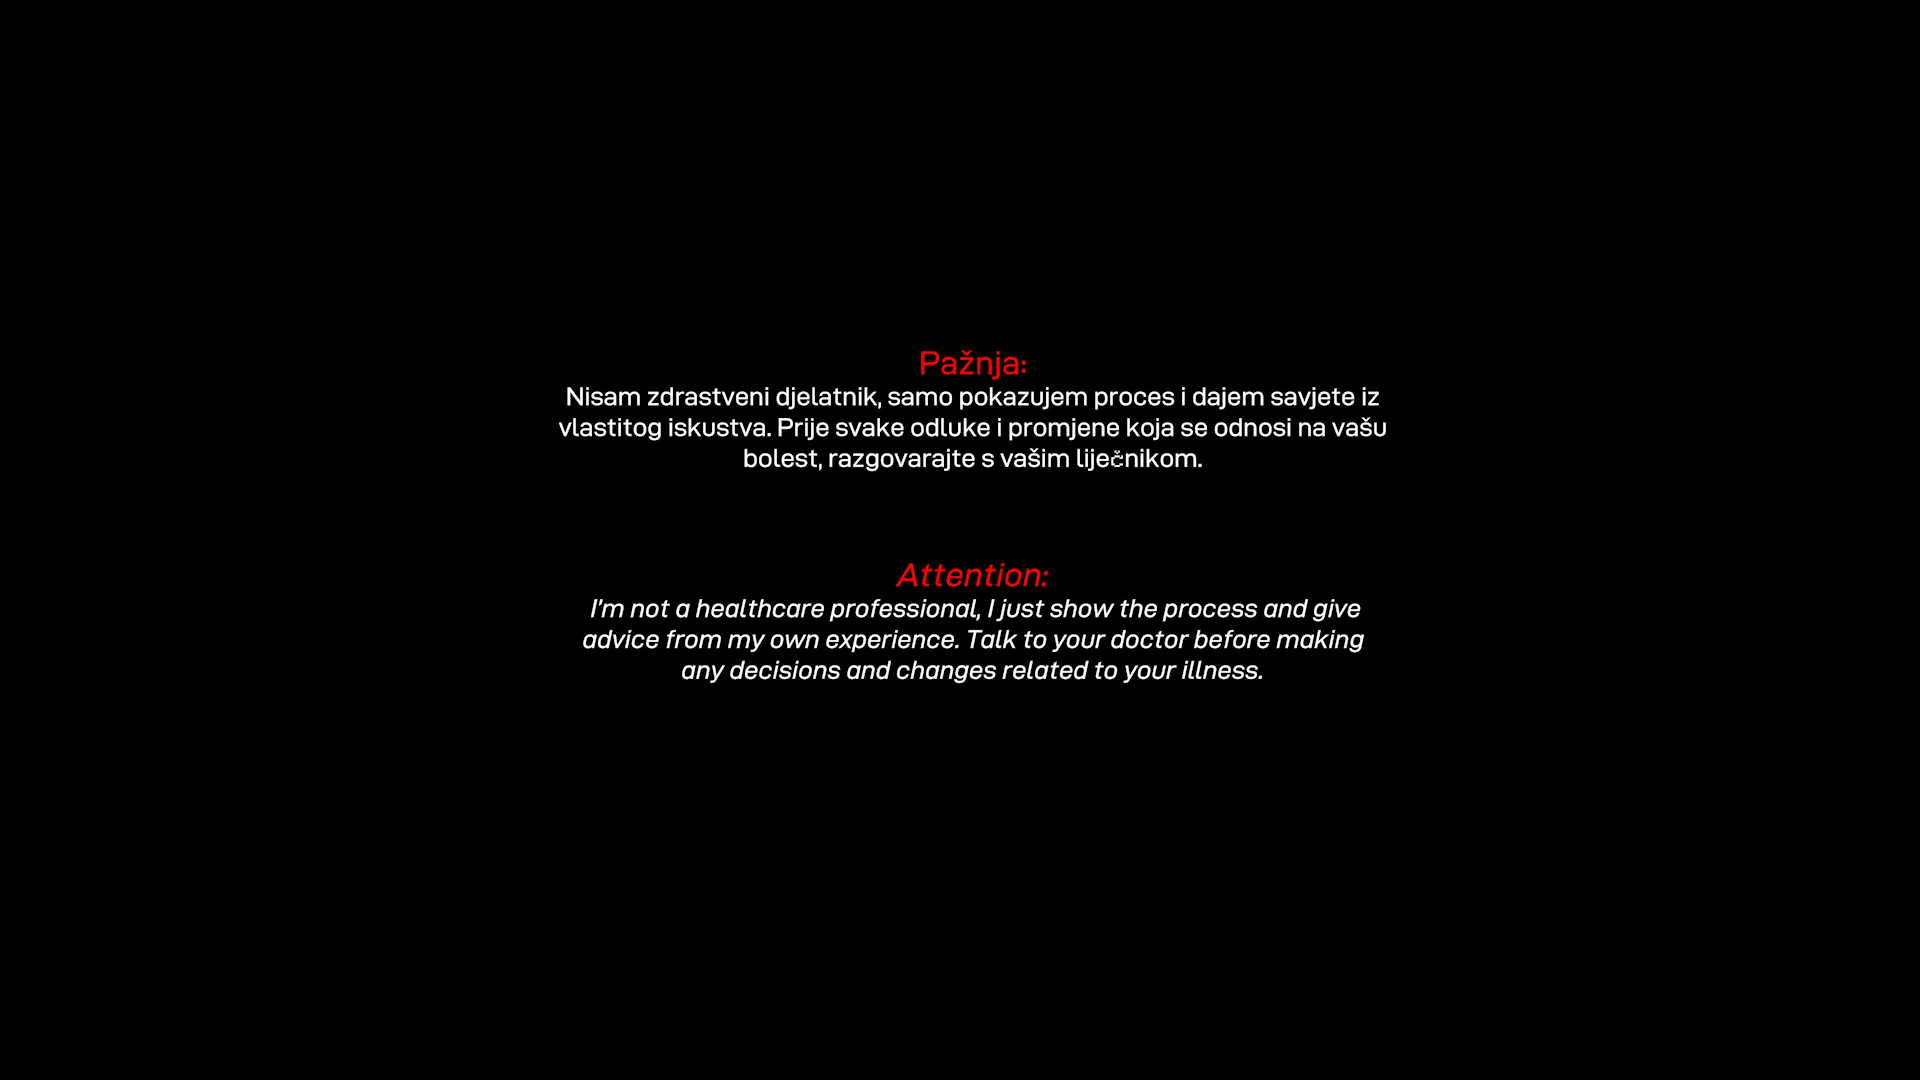 Pažnja:
Nisam zdrastveni djelatnik, samo pokazujem proces i dajem savjete iz
vlastitog iskustva. Prije svake odluke i promjene koja se odnosi na vašu
bolest, razgovarajte s vašim liječnikom.
Attention:
I'm not a healthcare professional, I just show the process and give
advice from my own experience. Talk to your doctor before making
any decisions and changes related to your illness.